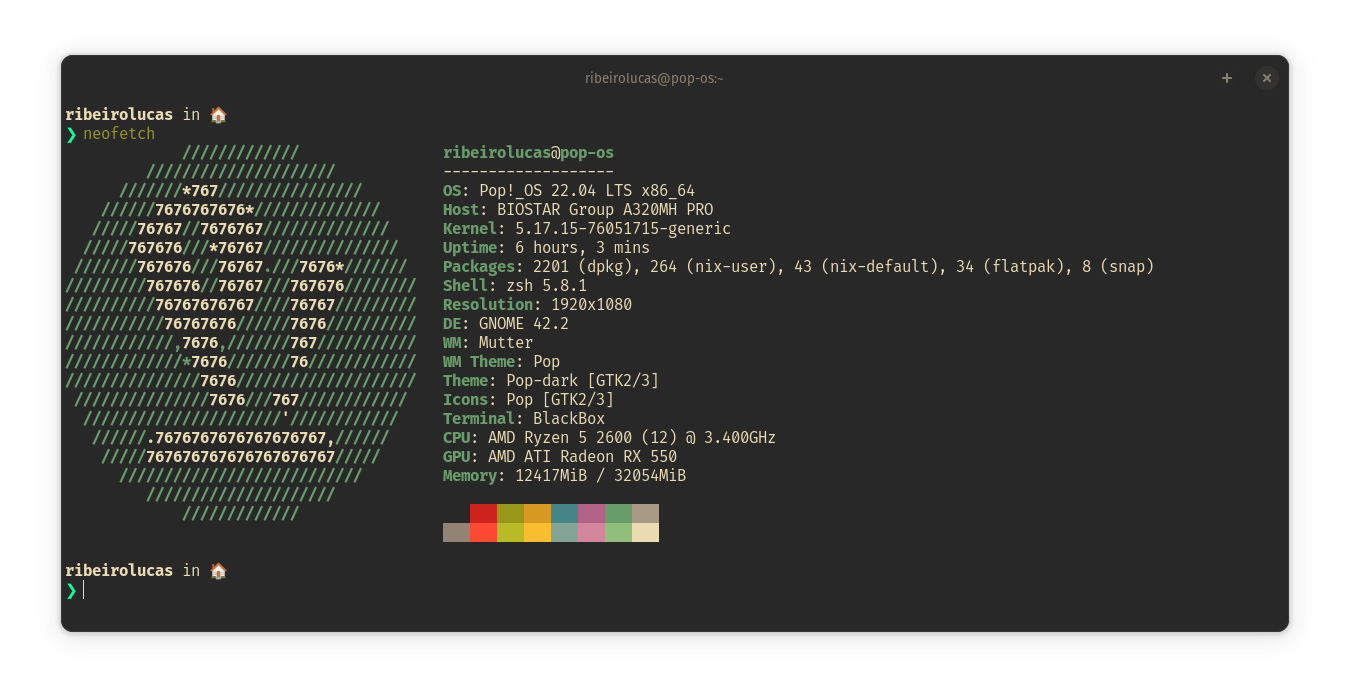 ribeirolucas@pop-os:~
ribeirolucas in 🏠
❯ neofetch
             /////////////                ribeirolucas@pop-os
         /////////////////////            -------------------
      ///////*767////////////////         OS: Pop!_OS 22.04 LTS x86_64
    //////7676767676*//////////////       Host: BIOSTAR Group A320MH PRO
   /////76767//7676767//////////////      Kernel: 5.17.15-76051715-generic
  /////767676///*76767///////////////     Uptime: 6 hours, 3 mins
 ///////767676///76767.///7676*///////    Packages: 2201 (dpkg), 264 (nix-user), 43 (nix-default), 34 (flatpak), 8 (snap)
/////////767676//76767///767676////////   Shell: zsh 5.8.1
//////////76767676767////76767/////////   Resolution: 1920x1080
///////////76767676//////7676//////////   DE: GNOME 42.2
////////////,7676,///////767///////////   WM: Mutter
/////////////*7676///////76////////////   WM Theme: Pop
///////////////7676////////////////////   Theme: Pop-dark [GTK2/3]
 ///////////////7676///767////////////    Icons: Pop [GTK2/3]
  //////////////////////'////////////     Terminal: BlackBox
   //////.7676767676767676767,//////      CPU: AMD Ryzen 5 2600 (12) @ 3.400GHz
    /////767676767676767676767/////       GPU: AMD ATI Radeon RX 550
      ///////////////////////////         Memory: 12417MiB / 32054MiB
         /////////////////////
             /////////////
ribeirolucas in 🏠
❯